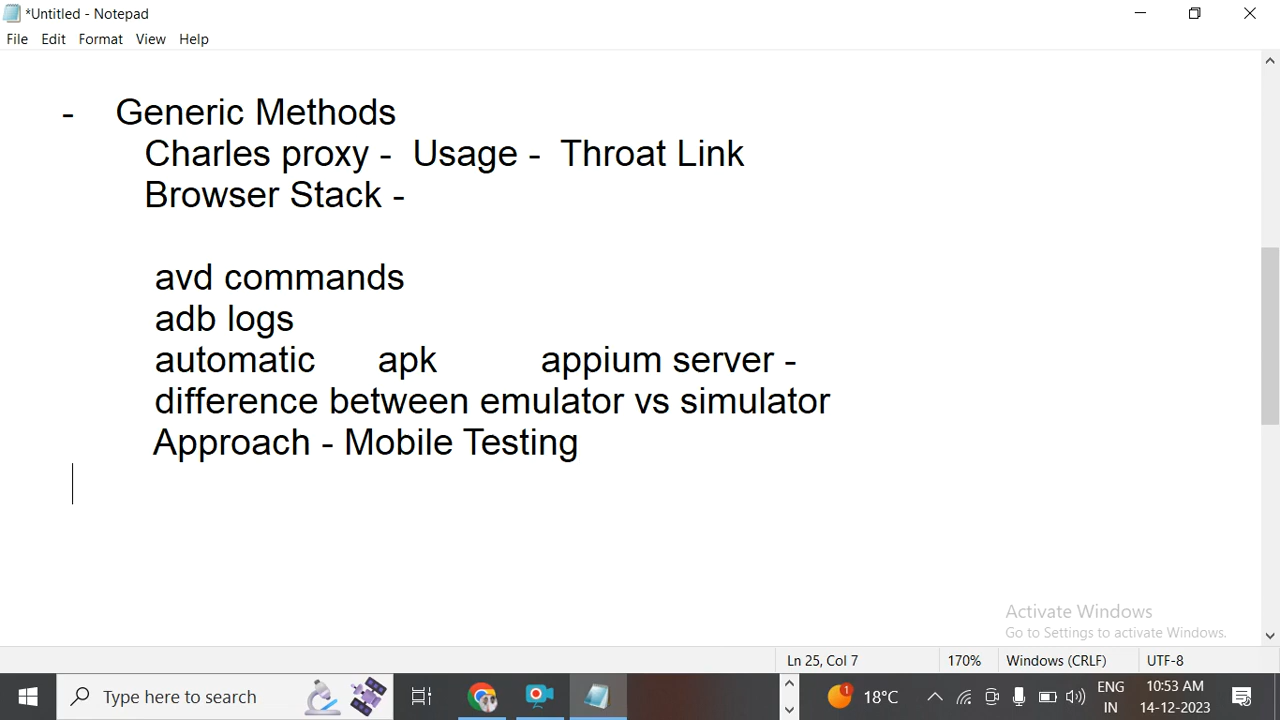 *Untitled - Notepad
File Edit Format View Help
- Generic Methods
Charles proxy - Usage - Throat Link
Browser Stack -
avd commands
adb logs
automatic apk appium server -
difference between emulator vs simulator
Approach - Mobile Testing
Activate Windows
Go to Settings to activate Windows.
Ln 25, Col 7 170% Windows (CRLF) UTF-8
Type here to search 1 18°C ENG IN 10:53 AM 14-12-2023